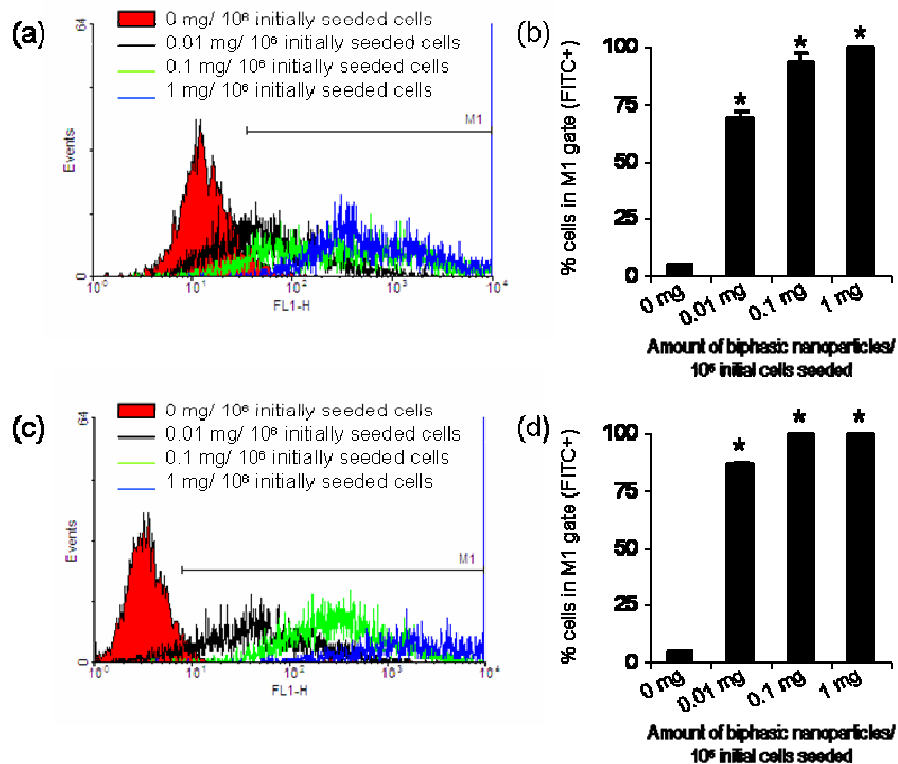 (a)
0 mg/ 10⁶ initially seeded cells
0.01 mg/ 10⁶ initially seeded cells
0.1 mg/ 10⁶ initially seeded cells
1 mg/ 10⁶ initially seeded cells
64
Events
0
M1
10⁰ 10¹ 10² 10³ 10⁴
FL1-H
(b)
% cells in M1 gate (FITC+)
100
75
50
25
0
* * *
0 mg 0.01 mg 0.1 mg 1 mg
Amount of biphasic nanoparticles/
10⁶ initial cells seeded
(c)
0 mg/ 10⁶ initially seeded cells
0.01 mg/ 10⁶ initially seeded cells
0.1 mg/ 10⁶ initially seeded cells
1 mg/ 10⁶ initially seeded cells
64
Events
0
M1
10⁰ 10¹ 10² 10³ 10⁴
FL1-H
(d)
% cells in M1 gate (FITC+)
100
75
50
25
0
* * *
0 mg 0.01 mg 0.1 mg 1 mg
Amount of biphasic nanoparticles/
10⁶ initial cells seeded